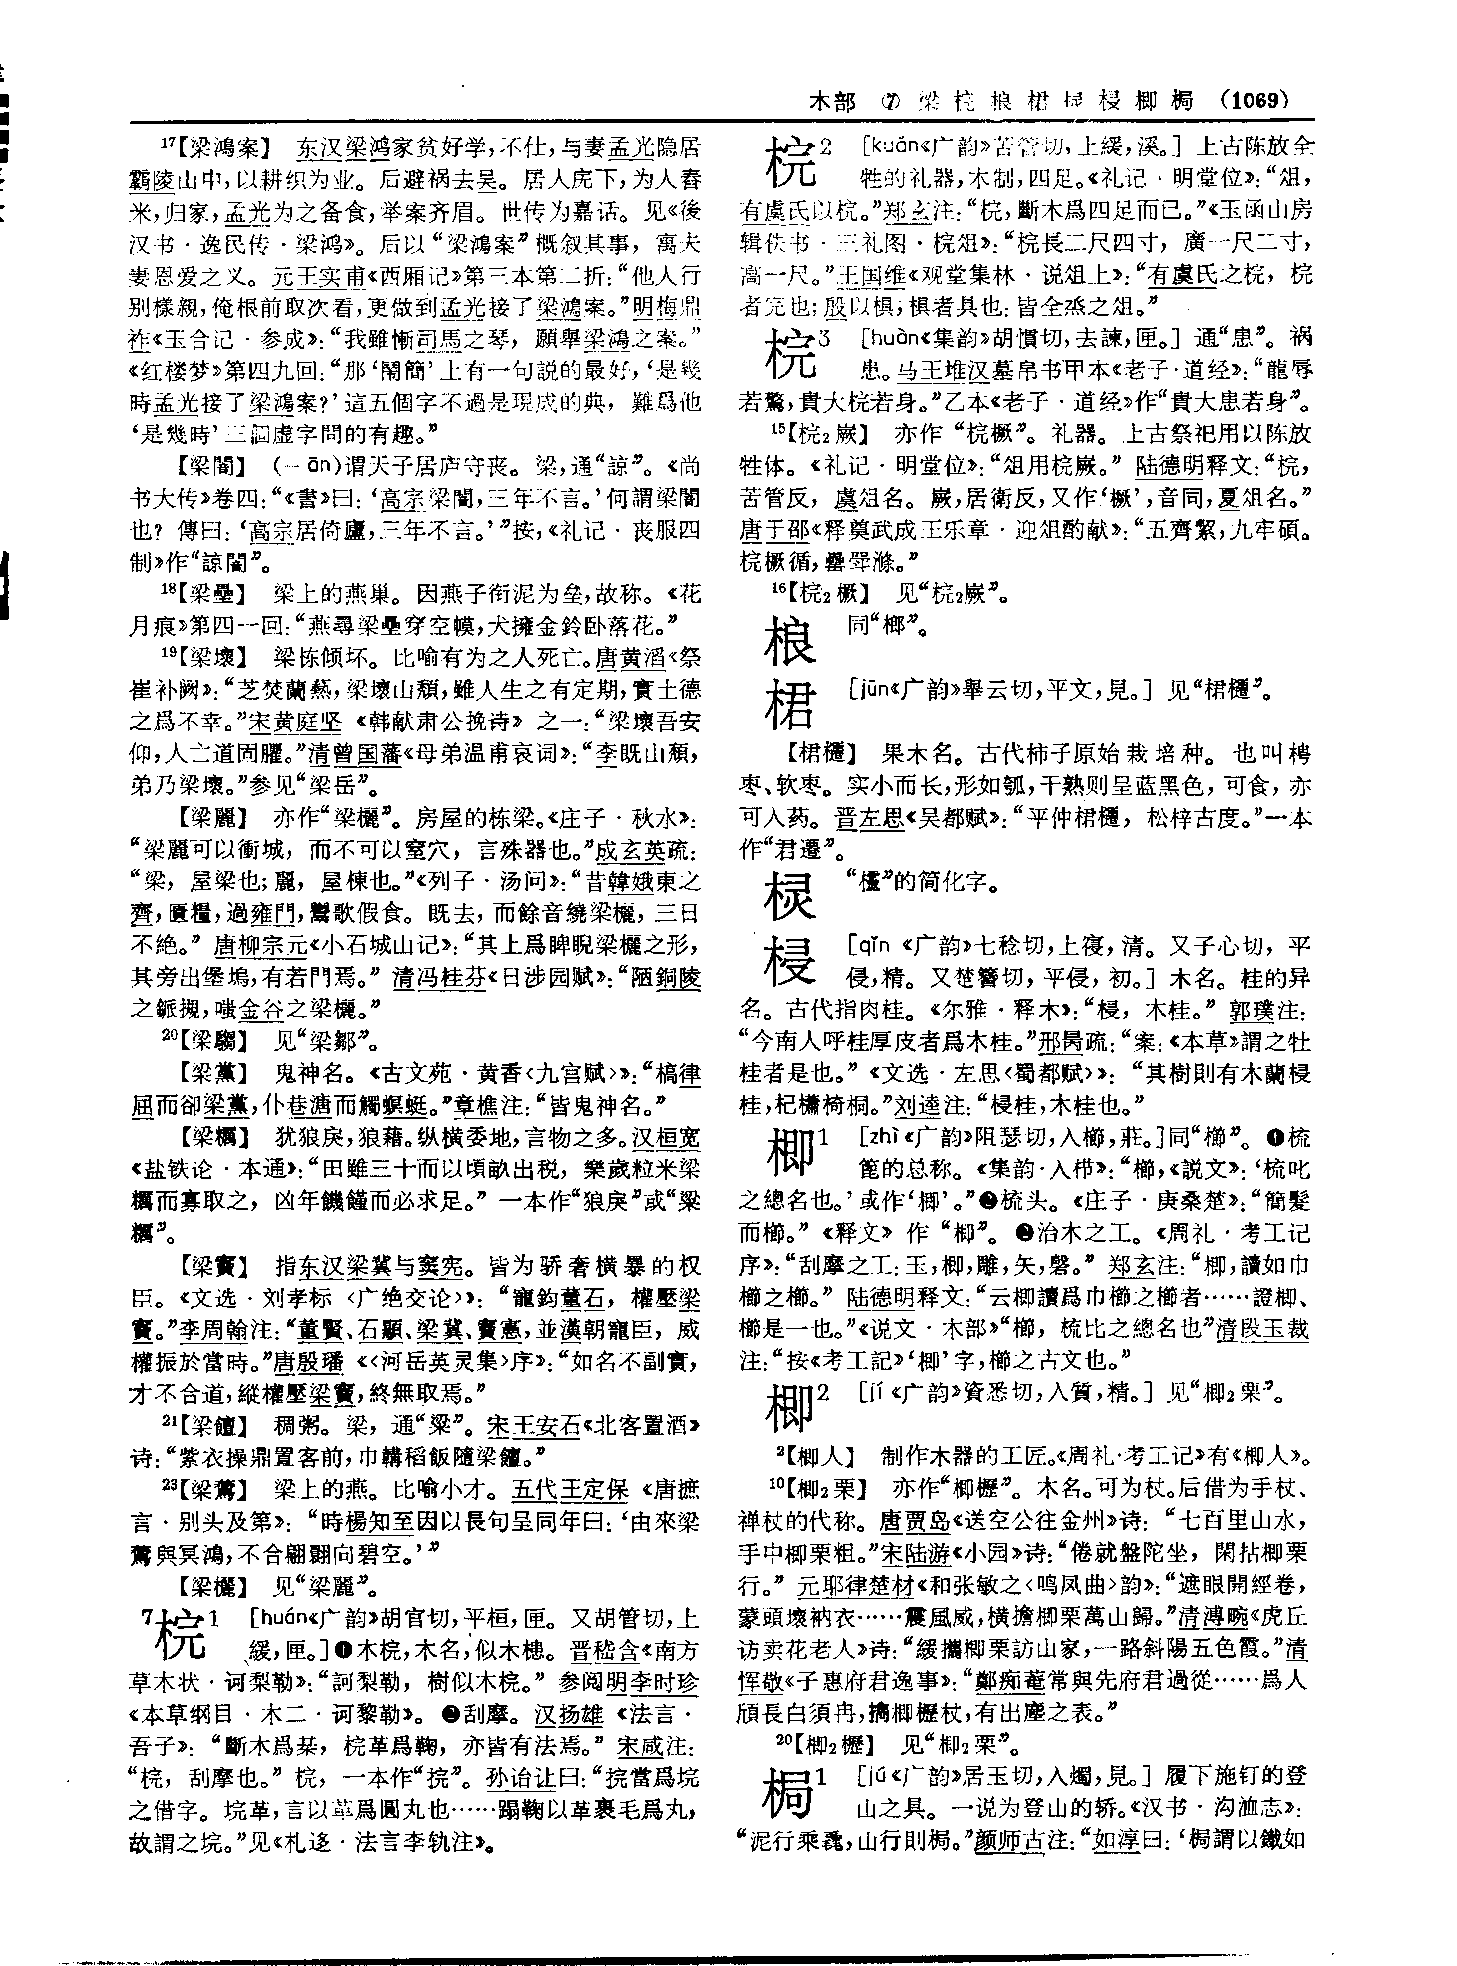 木部 ⑦ 梁梡桹桾棂梫楖梮 (1069)
17【梁鴻案】 东汉梁鸿家贫好学,不仕,与妻孟光隐居
霸陵山中,以耕织为业。后避祸去吴。居人庑下,为人舂
米,归家,孟光为之备食,举案齐眉。世传为嘉话。见《後
汉书·逸民传·梁鸿》。后以“梁鴻案”概叙其事,寓夫
妻恩爱之义。元王实甫《西厢记》第三本第二折:“他人行
别樣親,俺根前取次看,更做到孟光接了梁鴻案。”明梅鼎
祚《玉合记·参成》:“我雖慚司馬之琴,願舉梁鴻之案。”
《红楼梦》第四九回:“那‘鬧簡’上有一句説的最好,‘是幾
時孟光接了梁鴻案?’這五個字不過是現成的典,難爲他
‘是幾時’三個虚字問的有趣。”
【梁闇】 (—ān)谓天子居庐守丧。梁,通“諒”。《尚
书大传》卷四:“《書》曰:‘高宗梁闇,三年不言。’何謂梁闇
也?傳曰:‘高宗居倚廬,三年不言。’”按,《礼记·丧服四
制》作“諒闇”。
18【梁壘】 梁上的燕巢。因燕子衔泥为垒,故称。《花
月痕》第四一回:“燕尋梁壘穿空幙,犬擁金鈴卧落花。”
19【梁壞】 梁栋倾坏。比喻有为之人死亡。唐黄滔《祭
崔补阙》:“芝焚蘭爇,梁壞山頹,雖人生之有定期,實士德
之爲不幸。”宋黄庭坚《韩献肃公挽诗》之一:“梁壞吾安
仰,人亡道固臞。”清曾国藩《母弟温甫哀词》:“李既山頹,
弟乃梁壞。”参见“梁岳”。
【梁麗】 亦作“梁欐”。房屋的栋梁。《庄子·秋水》:
“梁麗可以衝城,而不可以窒穴,言殊器也。”成玄英疏:
“梁,屋梁也;麗,屋棟也。”《列子·汤问》:“昔韓娥東之
齊,匱糧,過雍門,鬻歌假食。既去,而餘音繞梁欐,三日
不絶。”唐柳宗元《小石城山记》:“其上爲睥睨梁欐之形,
其旁出堡塢,有若門焉。”清冯桂芬《日涉园赋》:“陋銅陵
之鈲摫,嗤金谷之梁欐。”
20【梁騶】 见“梁鄒”。
【梁䕟】 鬼神名。《古文苑·黄香〈九宫赋〉》:“槁律
屈而卻梁䕟,仆巷溏而觸螟蜓。”章樵注:“皆鬼神名。”
【梁糲】 犹狼戾,狼藉。纵横委地,言物之多。汉桓宽
《盐铁论·本通》:“田雖三十而以頃畝出税,樂歲粒米梁
糲而寡取之,凶年饑饉而必求足。”一本作“狼戾”或“粱
糲”。
【梁竇】 指东汉梁冀与窦宪。皆为骄奢横暴的权
臣。《文选·刘孝标〈广绝交论〉》:“寵鈞董石,權壓梁
竇。”李周翰注:“董賢、石顯、梁冀、竇憲,並漢朝寵臣,威
權振於當時。”唐殷璠《〈河岳英灵集〉序》:“如名不副實,
才不合道,縱權壓梁竇,終無取焉。”
21【梁饘】 稠粥。梁,通“粱”。宋王安石《北客置酒》
诗:“紫衣操鼎置客前,巾韝稻飯隨梁饘。”
23【梁鷰】 梁上的燕。比喻小才。五代王定保《唐摭
言·别头及第》:“時楊知至因以長句呈同年曰:‘由來梁
鷰與冥鴻,不合翩翾向碧空。’”
【梁欐】 见“梁麗”。
7梡1 [huán《广韵》胡官切,平桓,匣。又胡管切,上
緩,匣。]❶木梡,木名,似木槵。晋嵇含《南方
草木状·诃梨勒》:“訶梨勒,樹似木梡。”参阅明李时珍
《本草纲目·木二·诃黎勒》。❷刮摩。汉扬雄《法言·
吾子》:“斷木爲棊,梡革爲鞠,亦皆有法焉。”宋咸注:
“梡,刮摩也。”梡,一本作“捖”。孙诒让曰:“捖當爲垸
之借字。垸革,言以革爲圜丸也……蹋鞠以革裹毛爲丸,
故謂之垸。”见《札迻·法言李轨注》。
梡2 [kuǎn《广韵》苦管切,上緩,溪。] 上古陈放全
牲的礼器,木制,四足。《礼记·明堂位》:“俎,
有虞氏以梡。”郑玄注:“梡,斷木爲四足而已。”《玉函山房
辑佚书·三礼图·梡俎》:“梡長二尺四寸,廣一尺二寸,
高一尺。”王国维《观堂集林·说俎上》:“有虞氏之梡,梡
者完也;殷以椇,椇者具也:皆全烝之俎。”
梡3 [huàn《集韵》胡慣切,去諫,匣。] 通“患”。祸
患。马王堆汉墓帛书甲本《老子·道经》:“龍辱
若驚,貴大梡若身。”乙本《老子·道经》作“貴大患若身”。
15【梡2嶡】 亦作“梡橛”。礼器。上古祭祀用以陈放
牲体。《礼记·明堂位》:“俎用梡嶡。”陆德明释文:“梡,
苦管反,虞俎名。嶡,居衛反,又作‘橛’,音同,夏俎名。”
唐于邵《释奠武成王乐章·迎俎酌献》:“五齊絜,九牢碩。
梡橛循,罍斝滌。”
16【梡2橛】 见“梡2嶡”。
桹 同“榔”。
桾 [jūn《广韵》舉云切,平文,見。] 见“桾櫏”。
【桾櫏】 果木名。古代柿子原始栽培种。也叫梬
枣、软枣。实小而长,形如瓠,干熟则呈蓝黑色,可食,亦
可入药。晋左思《吴都赋》:“平仲桾櫏,松梓古度。”一本
作“君遷”。
棂 “欞”的简化字。
梫 [qǐn《广韵》七稔切,上寑,清。又子心切,平
侵,精。又楚簪切,平侵,初。] 木名。桂的异
名。古代指肉桂。《尔雅·释木》:“梫,木桂。”郭璞注:
“今南人呼桂厚皮者爲木桂。”邢昺疏:“案:《本草》謂之牡
桂者是也。”《文选·左思〈蜀都赋〉》:“其樹則有木蘭梫
桂,杞櫹椅桐。”刘逵注:“梫桂,木桂也。”
楖1 [zhì《广韵》阻瑟切,入櫛,莊。]同“櫛”。❶梳
篦的总称。《集韵·入栉》:“櫛,《説文》:‘梳枇
之總名也。’或作‘楖’。”❷梳头。《庄子·庚桑楚》:“簡髮
而櫛。”《释文》作“楖”。❸治木之工。《周礼·考工记
序》:“刮摩之工:玉,楖,雕,矢,磬。”郑玄注:“楖,讀如巾
櫛之櫛。”陆德明释文:“云楖讀爲巾櫛之櫛者……證楖、
櫛是一也。”《说文·木部》“櫛,梳比之總名也”清段玉裁
注:“按《考工記》‘楖’字,櫛之古文也。”
楖2 [jí《广韵》資悉切,入質,精。] 见“楖2栗”。
2【楖人】 制作木器的工匠。《周礼·考工记》有《楖人》。
10【楖2栗】 亦作“楖櫪”。木名。可为杖。后借为手杖、
禅杖的代称。唐贾岛《送空公往金州》诗:“七百里山水,
手中楖栗粗。”宋陆游《小园》诗:“倦就盤陀坐,閑拈楖栗
行。”元耶律楚材《和张敏之〈鸣凤曲〉韵》:“遮眼開經卷,
蒙頭壞衲衣……震風威,横擔楖栗萬山歸。”清溥畹《虎丘
访卖花老人》诗:“緩攜楖栗訪山家,一路斜陽五色霞。”清
恽敬《子惠府君逸事》:“鄭痴菴常與先府君過從……爲人
頎長白須冉,擕楖櫪杖,有出塵之表。”
20【楖2櫪】 见“楖2栗”。
梮1 [jú《广韵》居玉切,入燭,見。] 履下施钉的登
山之具。一说为登山的轿。《汉书·沟洫志》:
“泥行乘毳,山行則梮。”颜师古注:“如淳曰:‘梮謂以鐵如